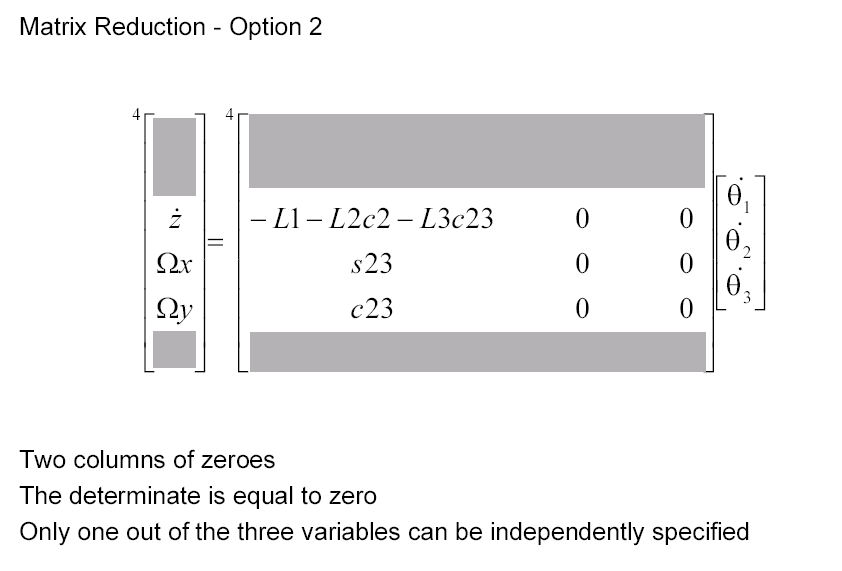 Matrix Reduction - Option 2
4 4
ż = – L1 – L2c2 – L3c23 0 0 θ̇1
Ωx s23 0 0 θ̇2
Ωy c23 0 0 θ̇3
Two columns of zeroes
The determinate is equal to zero
Only one out of the three variables can be independently specified